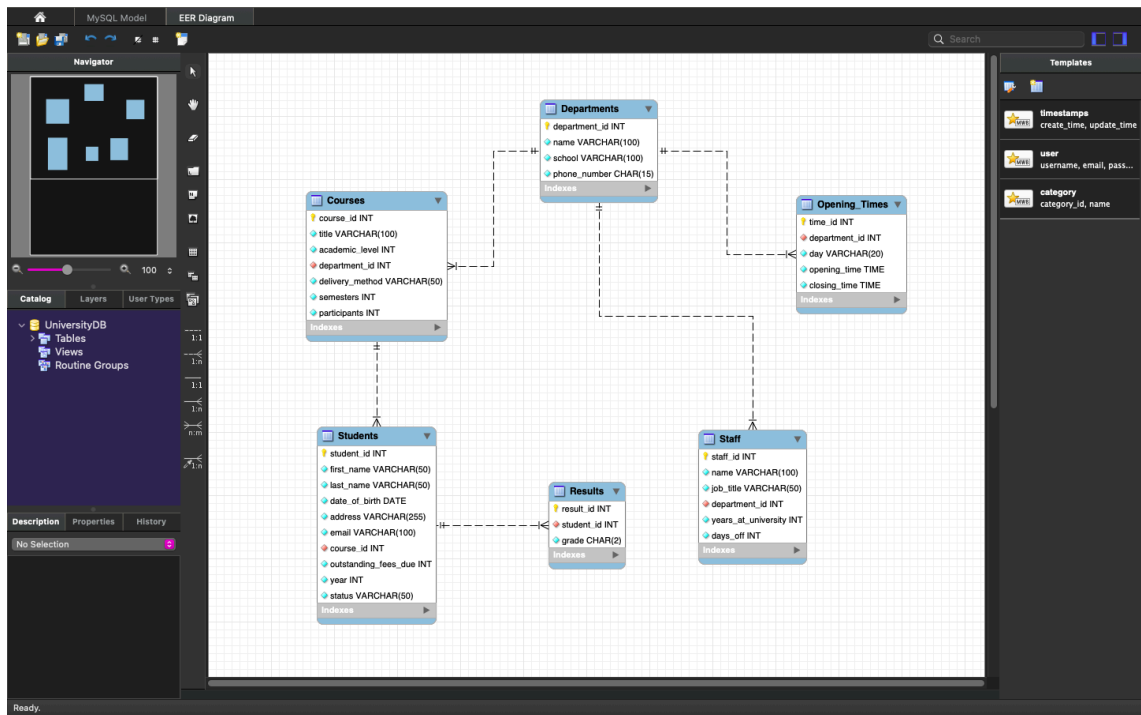 MySQL Model
EER Diagram
Search
Navigator
100
Catalog
Layers
User Types
UniversityDB
Tables
Views
Routine Groups
Description
Properties
History
No Selection
1:1
1:n
1:1
1:n
n:m
1:n
Departments
department_id INT
name VARCHAR(100)
school VARCHAR(100)
phone_number CHAR(15)
Indexes
Courses
course_id INT
title VARCHAR(100)
academic_level INT
department_id INT
delivery_method VARCHAR(50)
semesters INT
participants INT
Indexes
Opening_Times
time_id INT
department_id INT
day VARCHAR(20)
opening_time TIME
closing_time TIME
Indexes
Students
student_id INT
first_name VARCHAR(50)
last_name VARCHAR(50)
date_of_birth DATE
address VARCHAR(255)
email VARCHAR(100)
course_id INT
outstanding_fees_due INT
year INT
status VARCHAR(50)
Indexes
Results
result_id INT
student_id INT
grade CHAR(2)
Indexes
Staff
staff_id INT
name VARCHAR(100)
job_title VARCHAR(50)
department_id INT
years_at_university INT
days_off INT
Indexes
Templates
MWB
timestamps
create_time, update_time
MWB
user
username, email, pass...
MWB
category
category_id, name
Ready.